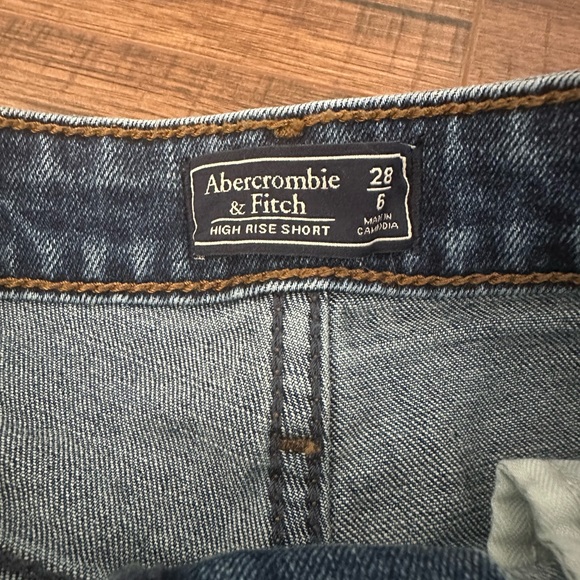 Abercrombie
& Fitch
HIGH RISE SHORT
28
6
MADE IN
CAMBODIA